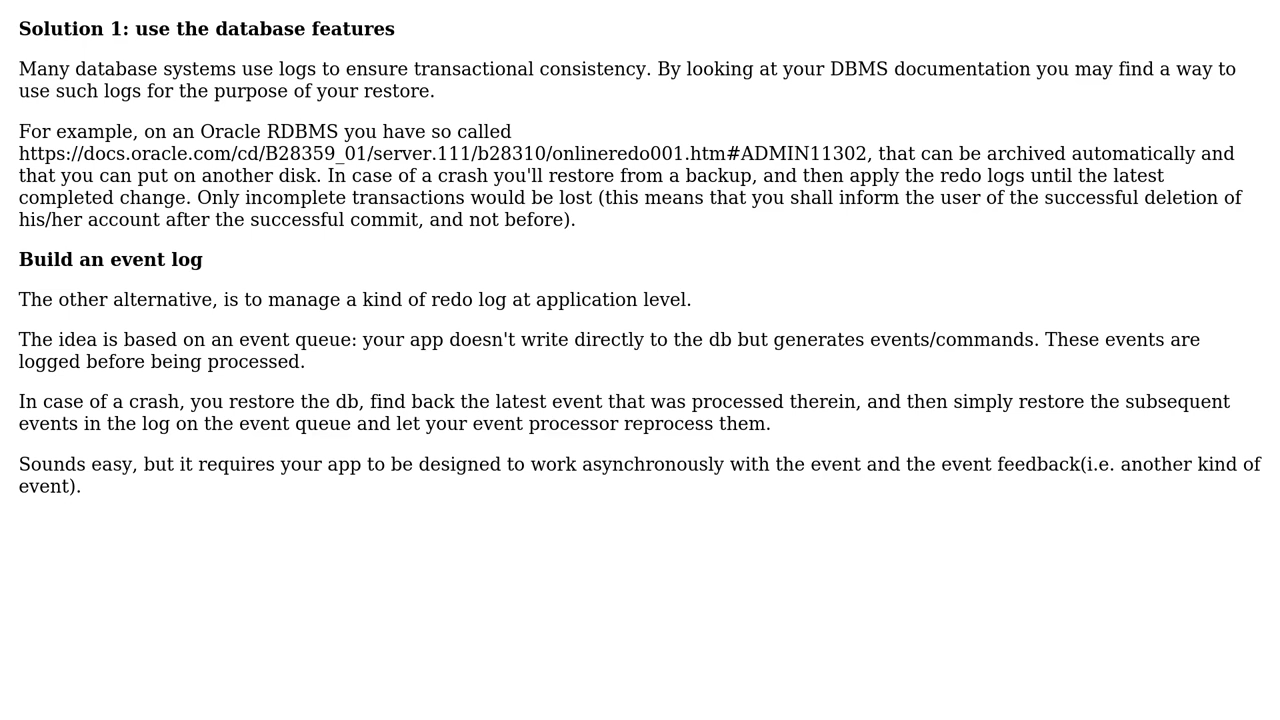 Solution 1: use the database features
Many database systems use logs to ensure transactional consistency. By looking at your DBMS documentation you may find a way to
use such logs for the purpose of your restore.
For example, on an Oracle RDBMS you have so called
https://docs.oracle.com/cd/B28359_01/server.111/b28310/onlineredo001.htm#ADMIN11302, that can be archived automatically and
that you can put on another disk. In case of a crash you'll restore from a backup, and then apply the redo logs until the latest
completed change. Only incomplete transactions would be lost (this means that you shall inform the user of the successful deletion of
his/her account after the successful commit, and not before).
Build an event log
The other alternative, is to manage a kind of redo log at application level.
The idea is based on an event queue: your app doesn't write directly to the db but generates events/commands. These events are
logged before being processed.
In case of a crash, you restore the db, find back the latest event that was processed therein, and then simply restore the subsequent
events in the log on the event queue and let your event processor reprocess them.
Sounds easy, but it requires your app to be designed to work asynchronously with the event and the event feedback(i.e. another kind of
event).